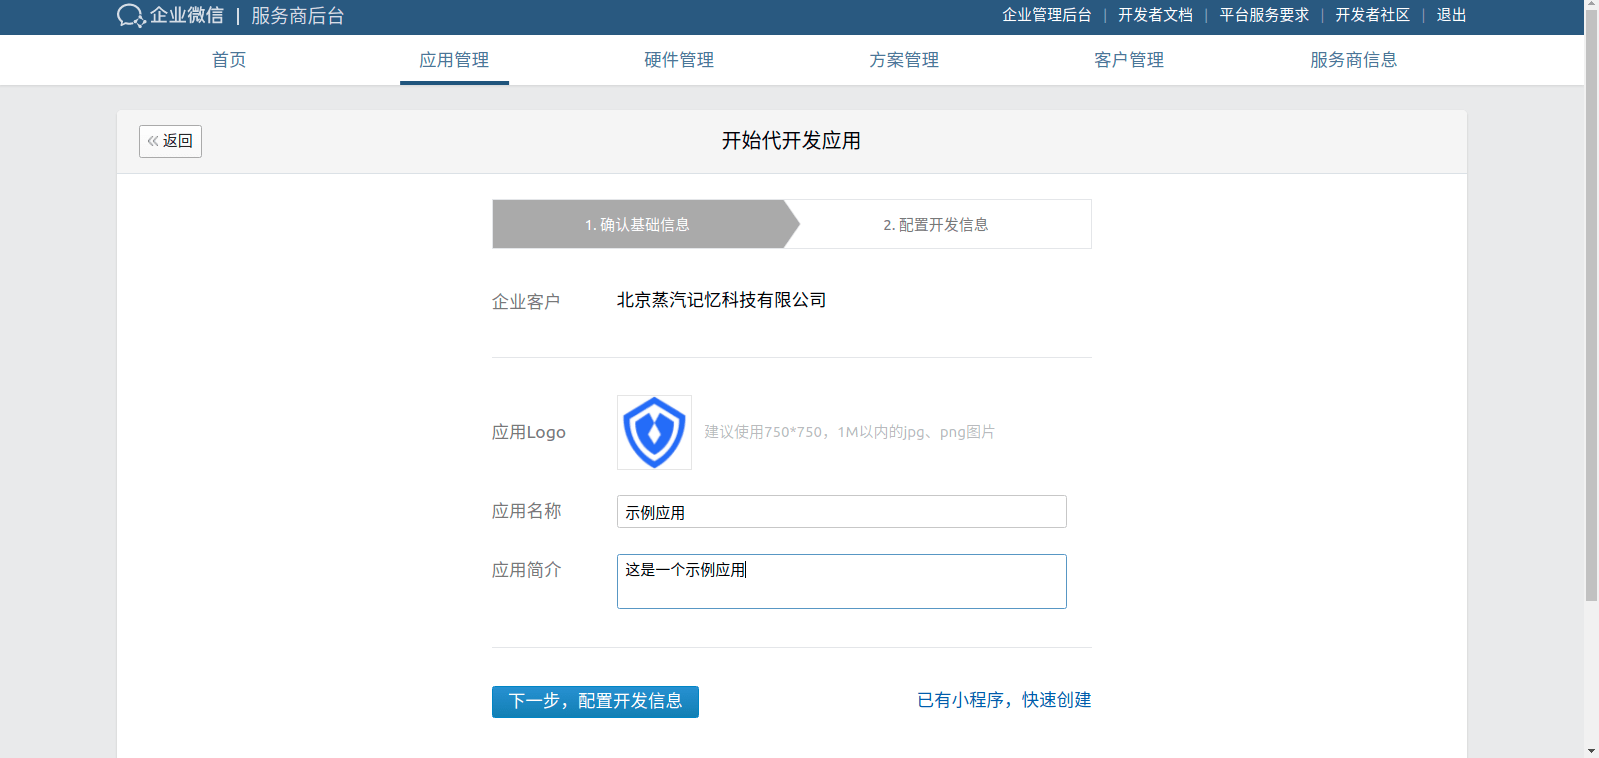 企业微信 | 服务商后台
企业管理后台 | 开发者文档 | 平台服务要求 | 开发者社区 | 退出
首页 应用管理 硬件管理 方案管理 客户管理 服务商信息
返回
开始代开发应用
1. 确认基础信息 2. 配置开发信息
企业客户 北京蒸汽记忆科技有限公司
应用Logo 建议使用750*750，1M以内的jpg、png图片
应用名称 示例应用
应用简介 这是一个示例应用
下一步，配置开发信息 已有小程序，快速创建